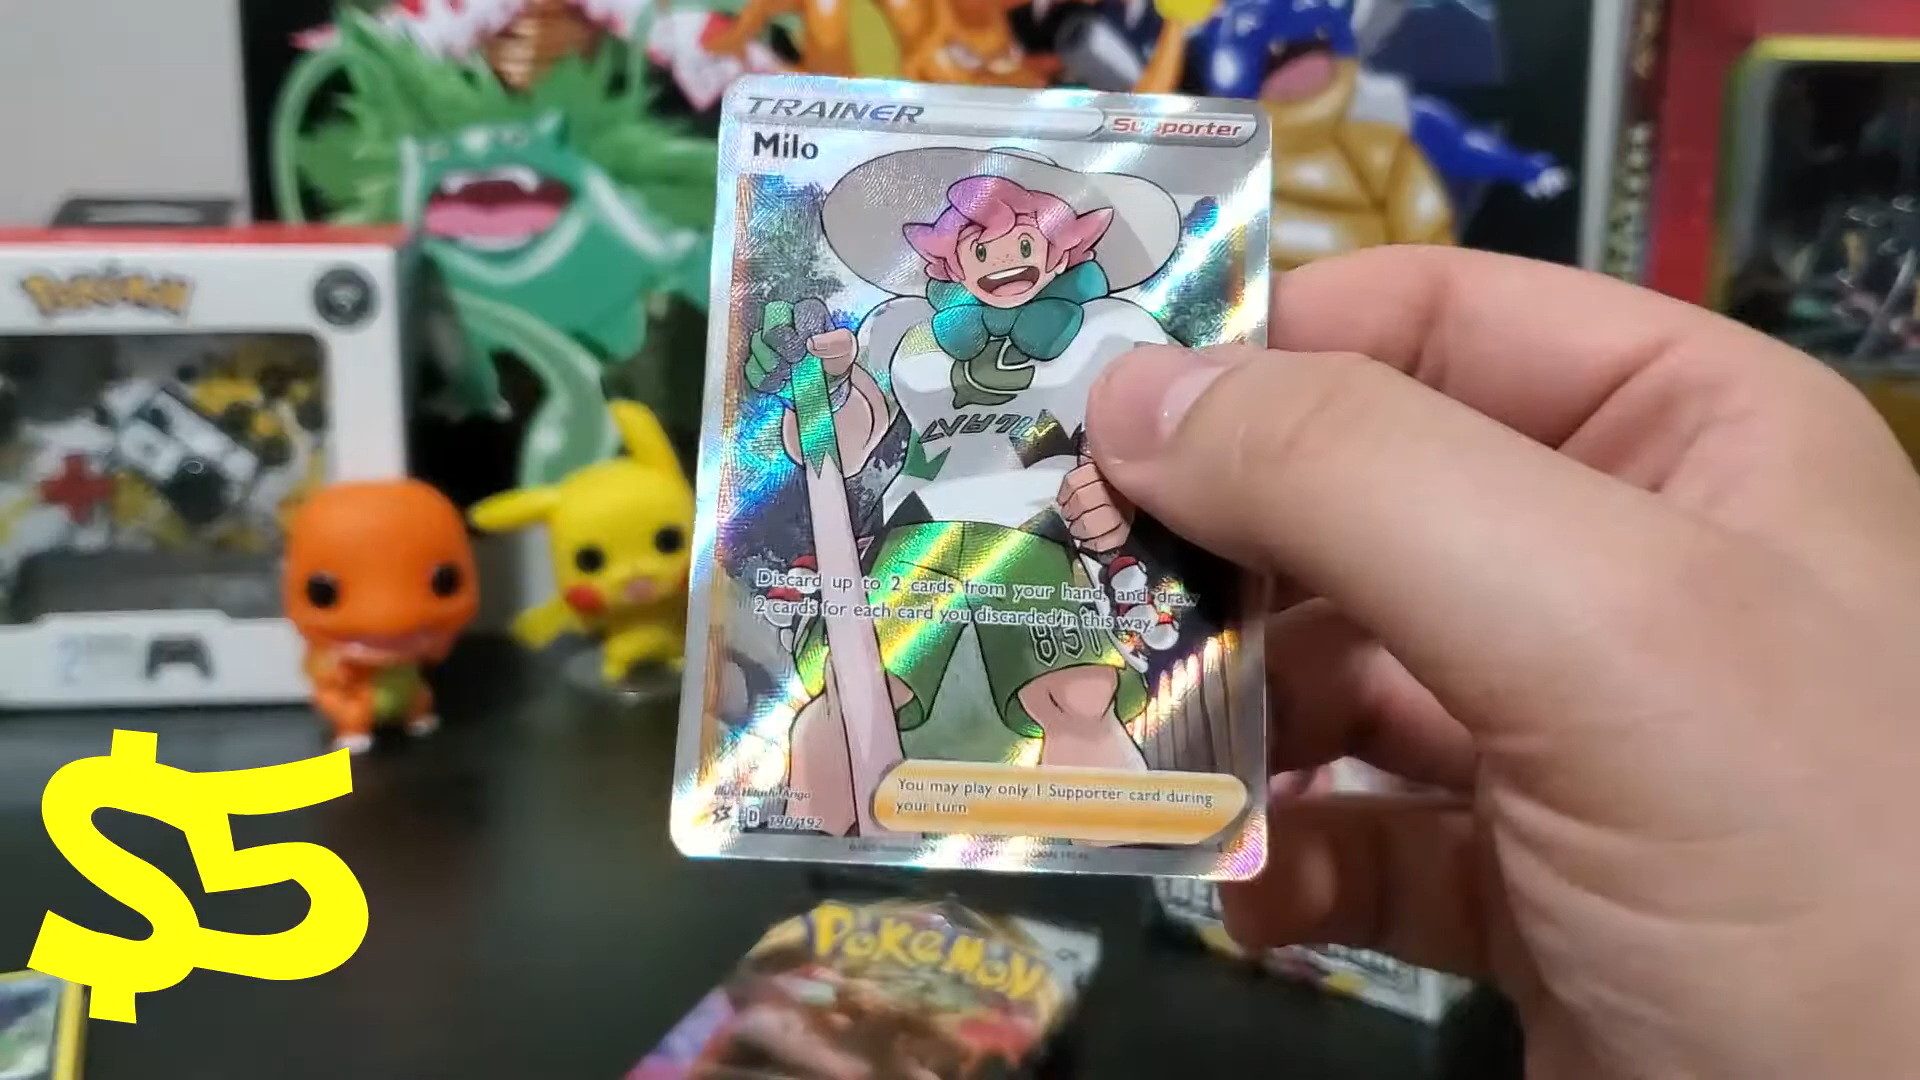 TRAINER
Supporter
Milo
Discard up to 2 cards from your hand, and draw
2 cards for each card you discarded in this way.
851
You may play only 1 Supporter card during
your turn
D 190/192
Pokémon
$5
POKéMON